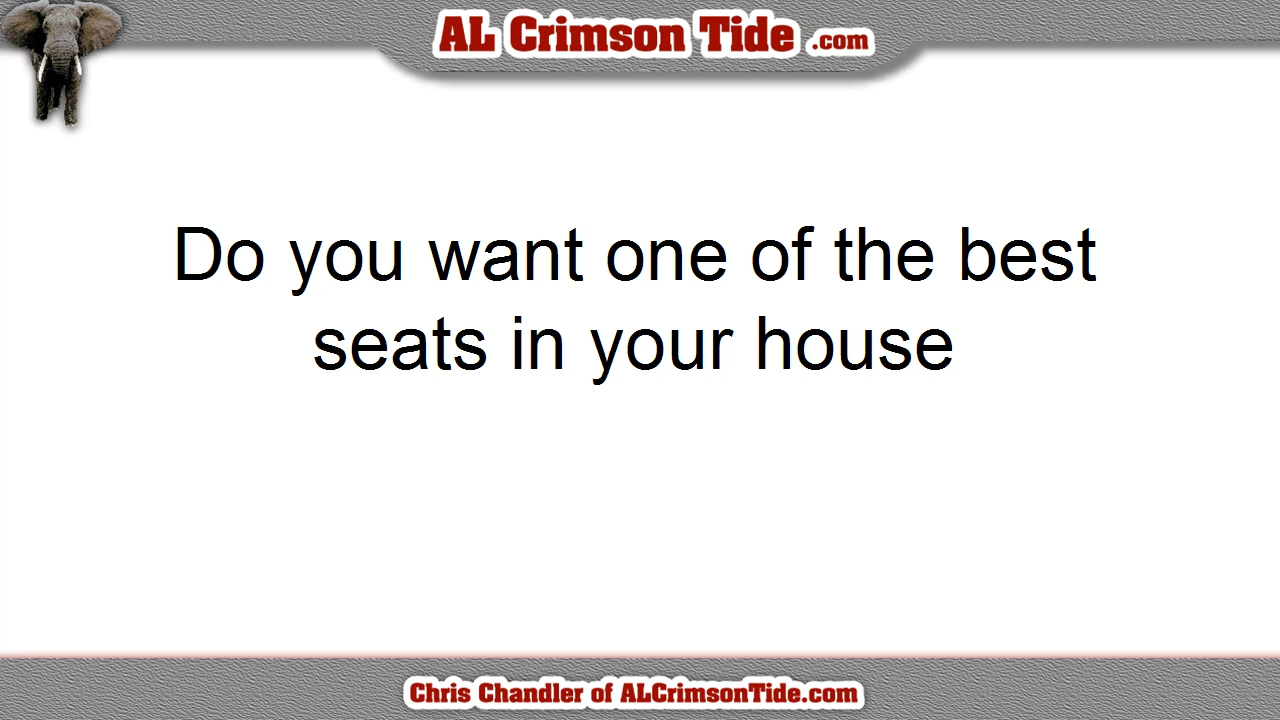 AL Crimson Tide .com
Do you want one of the best
seats in your house
Chris Chandler of ALCrimsonTide.com